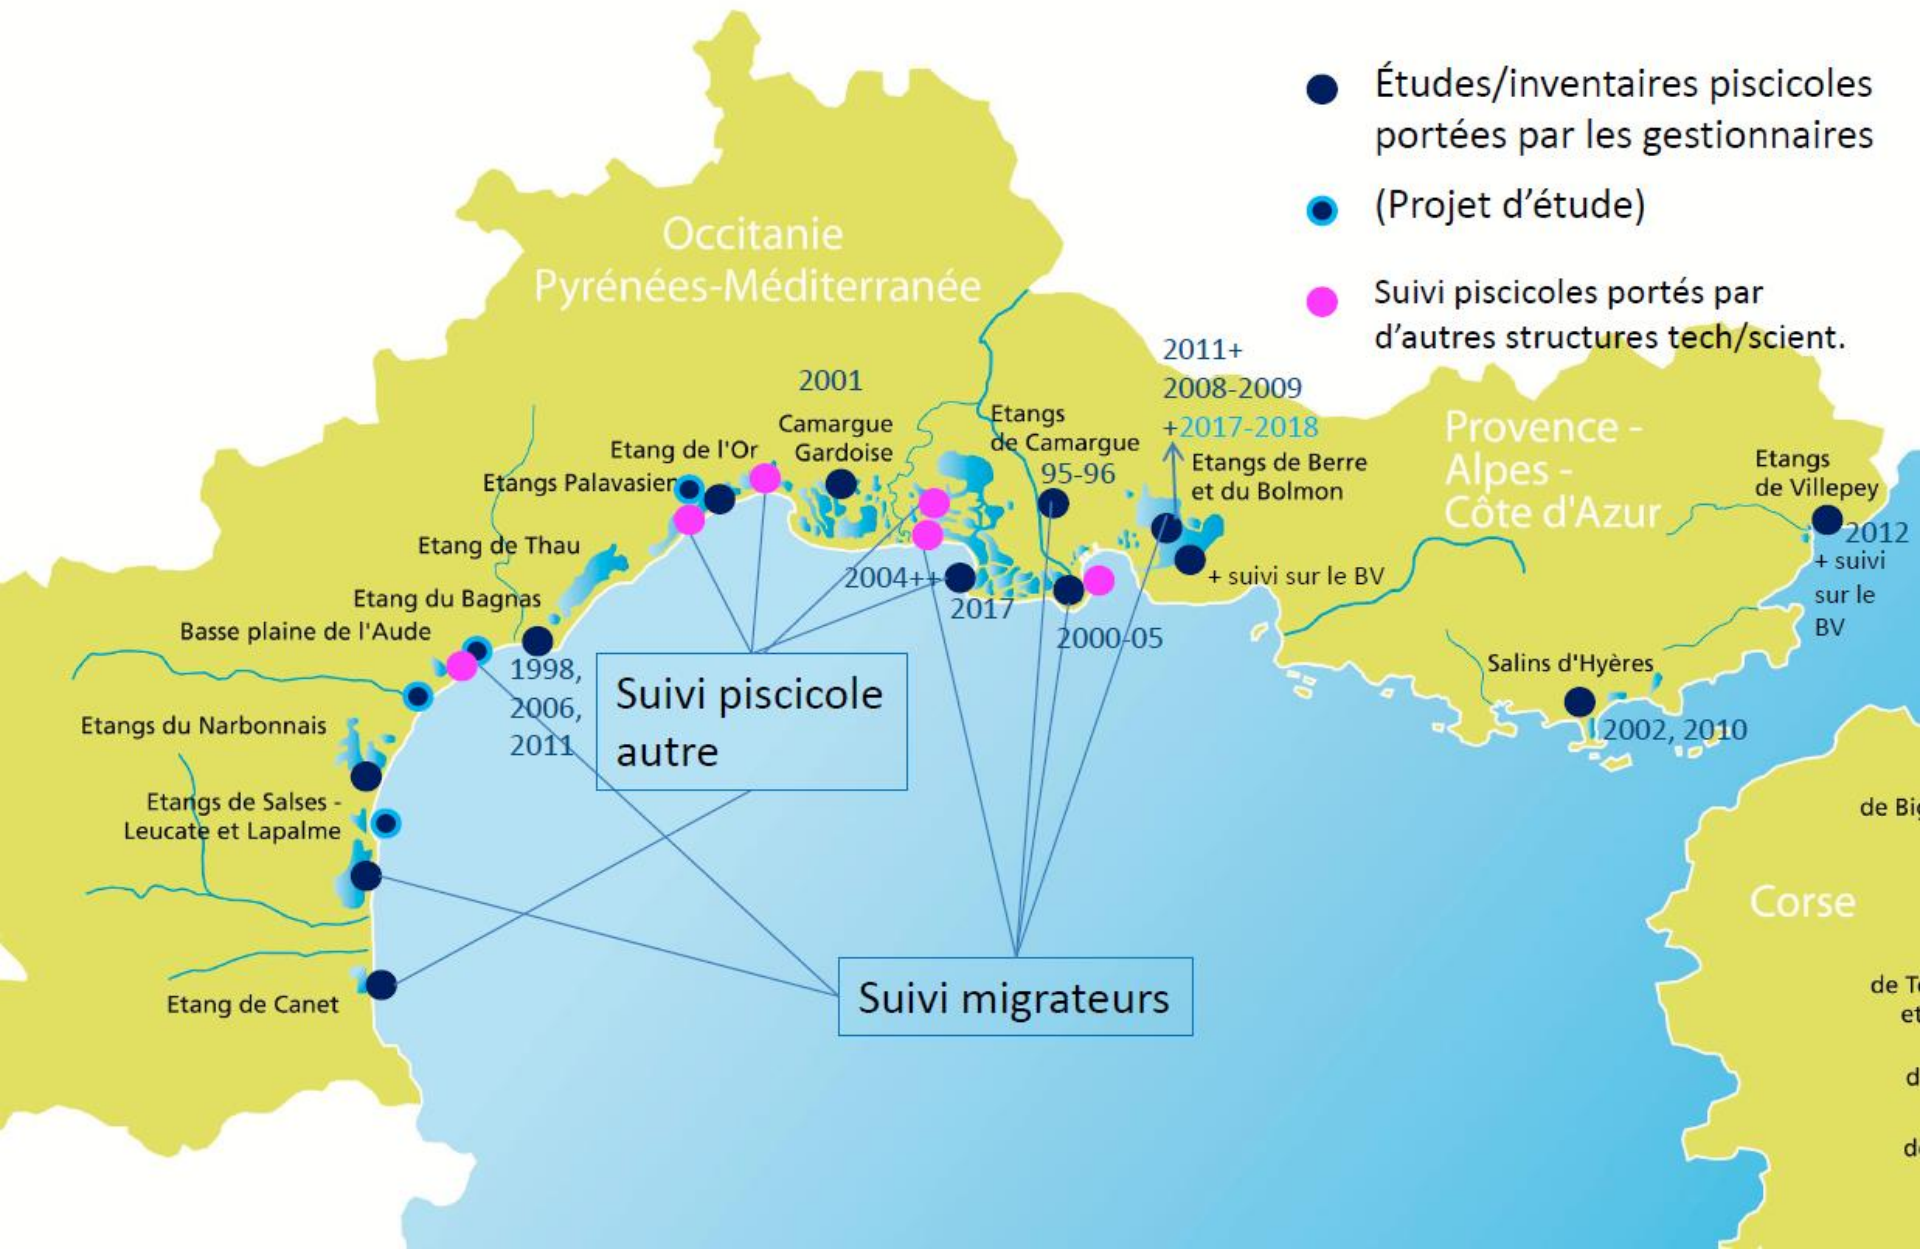 Études/inventaires piscicoles
portées par les gestionnaires
(Projet d'étude)
Suivi piscicoles portés par
d'autres structures tech/scient.
Occitanie
Pyrénées-Méditerranée
2011+
2008-2009
+2017-2018
2001
Camargue
Gardoise
Etangs
de Camargue
95-96
Etang de l'Or
Etangs Palavasien
Etangs de Berre
et du Bolmon
Provence -
Alpes -
Côte d'Azur
Etangs
de Villepey
2012
+ suivi
sur le
BV
Etang de Thau
2004++
2017
+ suivi sur le BV
Etang du Bagnas
Basse plaine de l'Aude
2000-05
1998,
2006,
2011
Suivi piscicole
autre
Salins d'Hyères
2002, 2010
Etangs du Narbonnais
Etangs de Salses -
Leucate et Lapalme
de Big
Corse
Suivi migrateurs
Etang de Canet
et